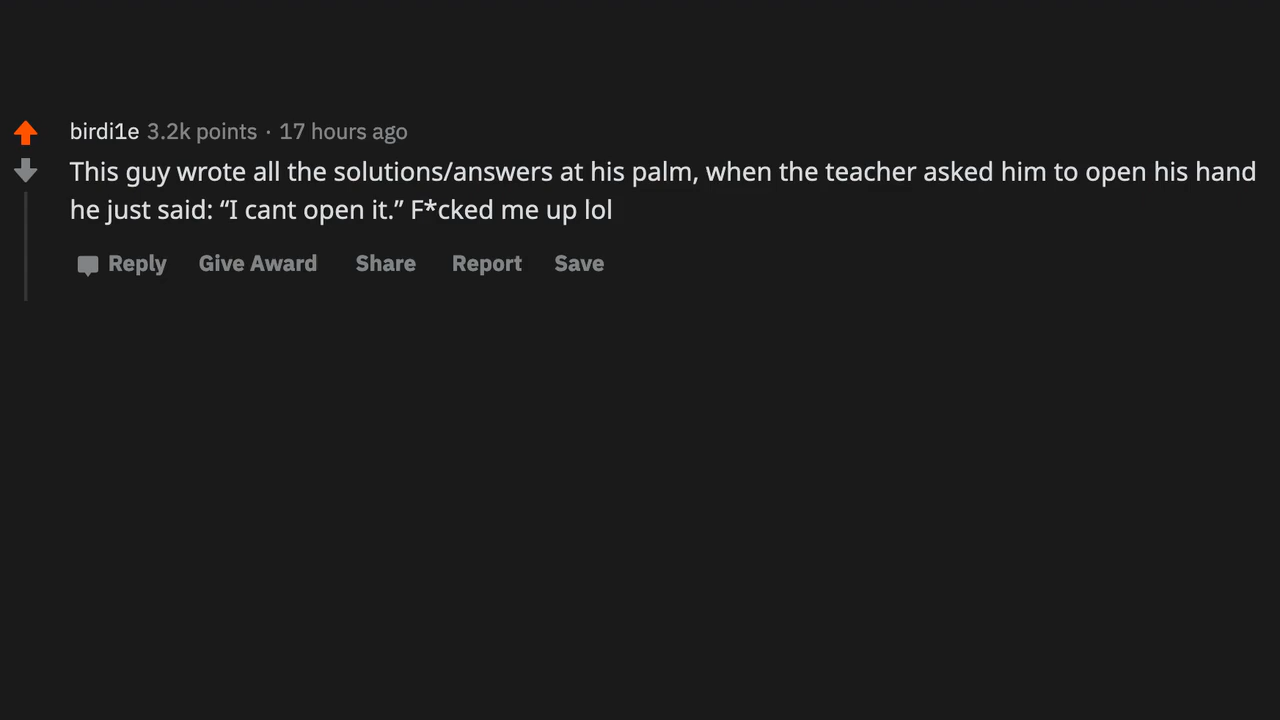 birdi1e 3.2k points · 17 hours ago
This guy wrote all the solutions/answers at his palm, when the teacher asked him to open his hand
he just said: “I cant open it.” F*cked me up lol
Reply Give Award Share Report Save